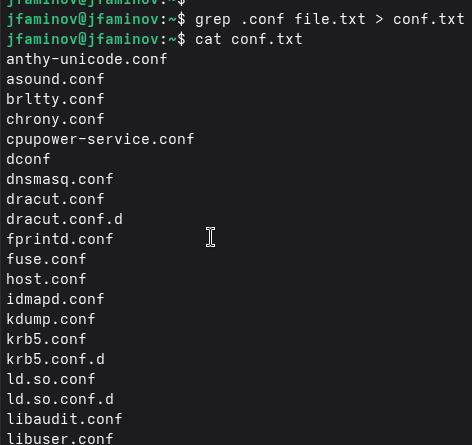 jfaminov@jfaminov:~$
jfaminov@jfaminov:~$ grep .conf file.txt > conf.txt
jfaminov@jfaminov:~$ cat conf.txt
anthy-unicode.conf
asound.conf
brltty.conf
chrony.conf
cpupower-service.conf
dconf
dnsmasq.conf
dracut.conf
dracut.conf.d
fprintd.conf
fuse.conf
host.conf
idmapd.conf
kdump.conf
krb5.conf
krb5.conf.d
ld.so.conf
ld.so.conf.d
libaudit.conf
libuser.conf